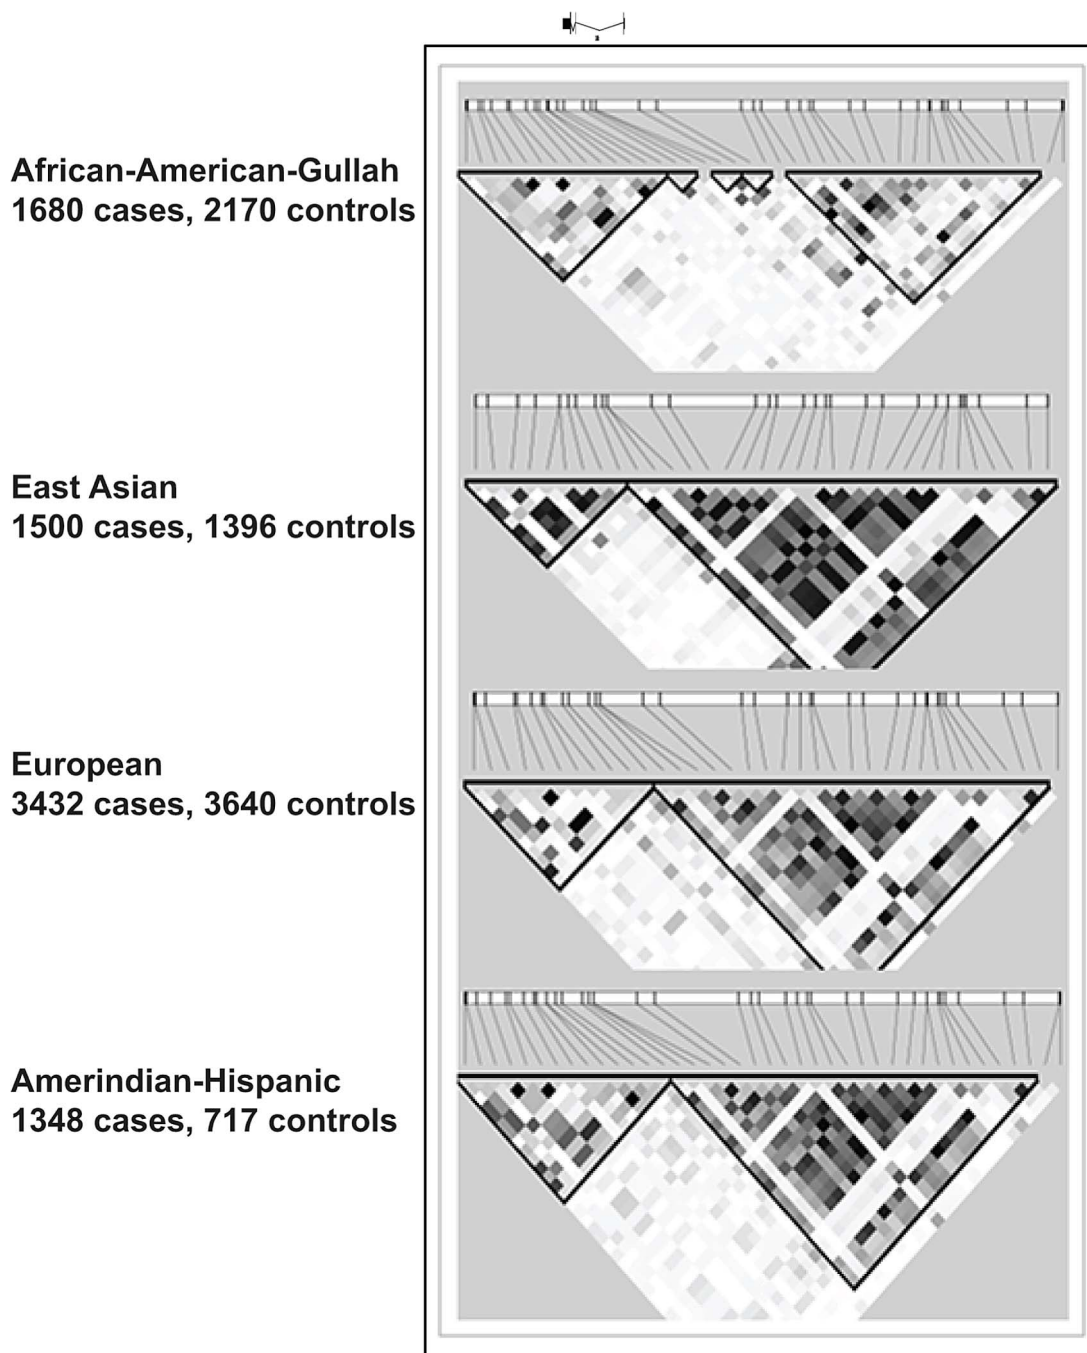 African-American-Gullah
1680 cases, 2170 controls
East Asian
1500 cases, 1396 controls
European
3432 cases, 3640 controls
Amerindian-Hispanic
1348 cases, 717 controls